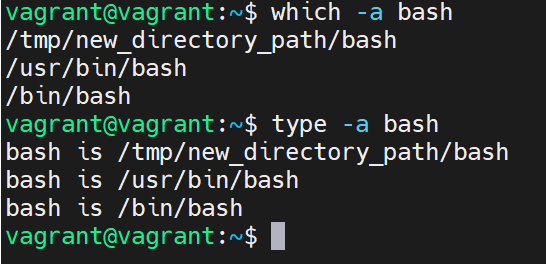 vagrant@vagrant:~$ which -a bash
/tmp/new_directory_path/bash
/usr/bin/bash
/bin/bash
vagrant@vagrant:~$ type -a bash
bash is /tmp/new_directory_path/bash
bash is /usr/bin/bash
bash is /bin/bash
vagrant@vagrant:~$